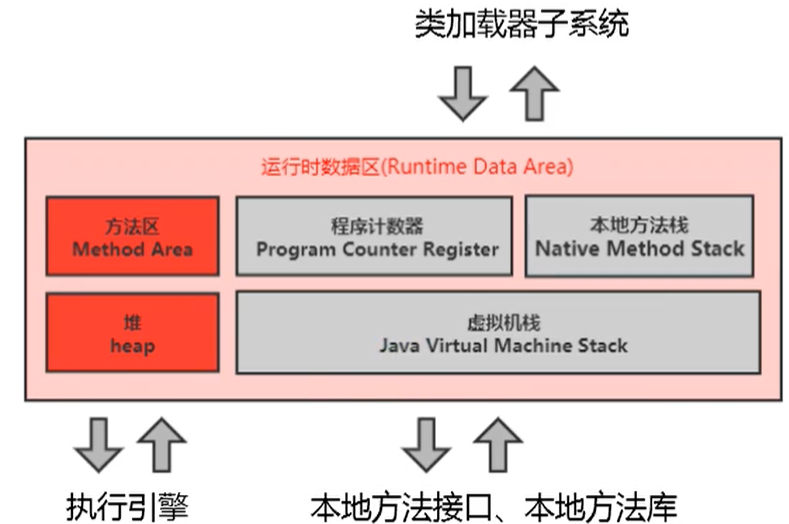 类加载器子系统
运行时数据区(Runtime Data Area)
方法区
Method Area
程序计数器
Program Counter Register
本地方法栈
Native Method Stack
堆
heap
虚拟机栈
Java Virtual Machine Stack
执行引擎
本地方法接口、本地方法库